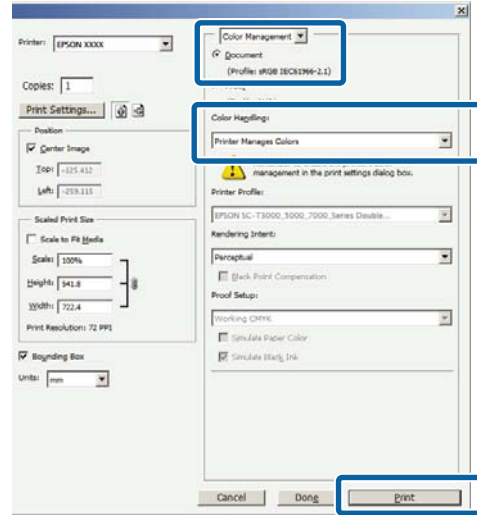 Printer: EPSON XXXX
Copies: 1
Print Settings...
Position
Center Image
Top: -125.412
Left: -259.115
Scaled Print Size
Scale to Fit Media
Scale: 100%
Height: 541.8
Width: 722.4
Print Resolution: 72 PPI
Bounding Box
Units: mm
Color Management
Document
(Profile: sRGB IEC61966-2.1)
Color Handling:
Printer Manages Colors
management in the print settings dialog box.
Printer Profile:
EPSON SC-T3000_5000_7000_Series Double...
Rendering Intent:
Perceptual
Black Point Compensation
Proof Setup:
Working CMYK
Simulate Paper Color
Simulate Black Ink
Cancel
Done
Print